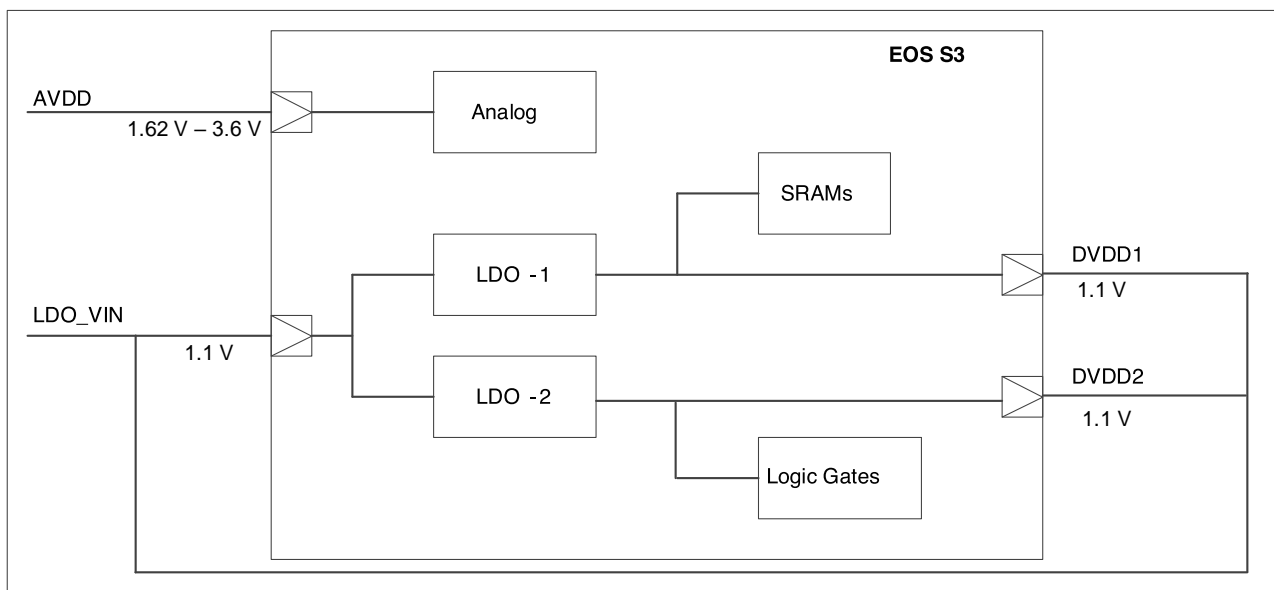 EOS S3
AVDD
1.62 V – 3.6 V
Analog
SRAMs
LDO -1
DVDD1
1.1 V
LDO_VIN
1.1 V
LDO -2
DVDD2
1.1 V
Logic Gates